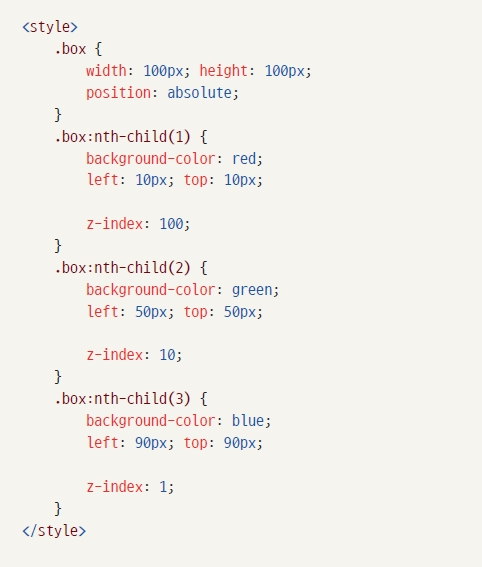 <style>
    .box {
        width: 100px; height: 100px;
        position: absolute;
    }
    .box:nth-child(1) {
        background-color: red;
        left: 10px; top: 10px;

        z-index: 100;
    }
    .box:nth-child(2) {
        background-color: green;
        left: 50px; top: 50px;

        z-index: 10;
    }
    .box:nth-child(3) {
        background-color: blue;
        left: 90px; top: 90px;

        z-index: 1;
    }
</style>